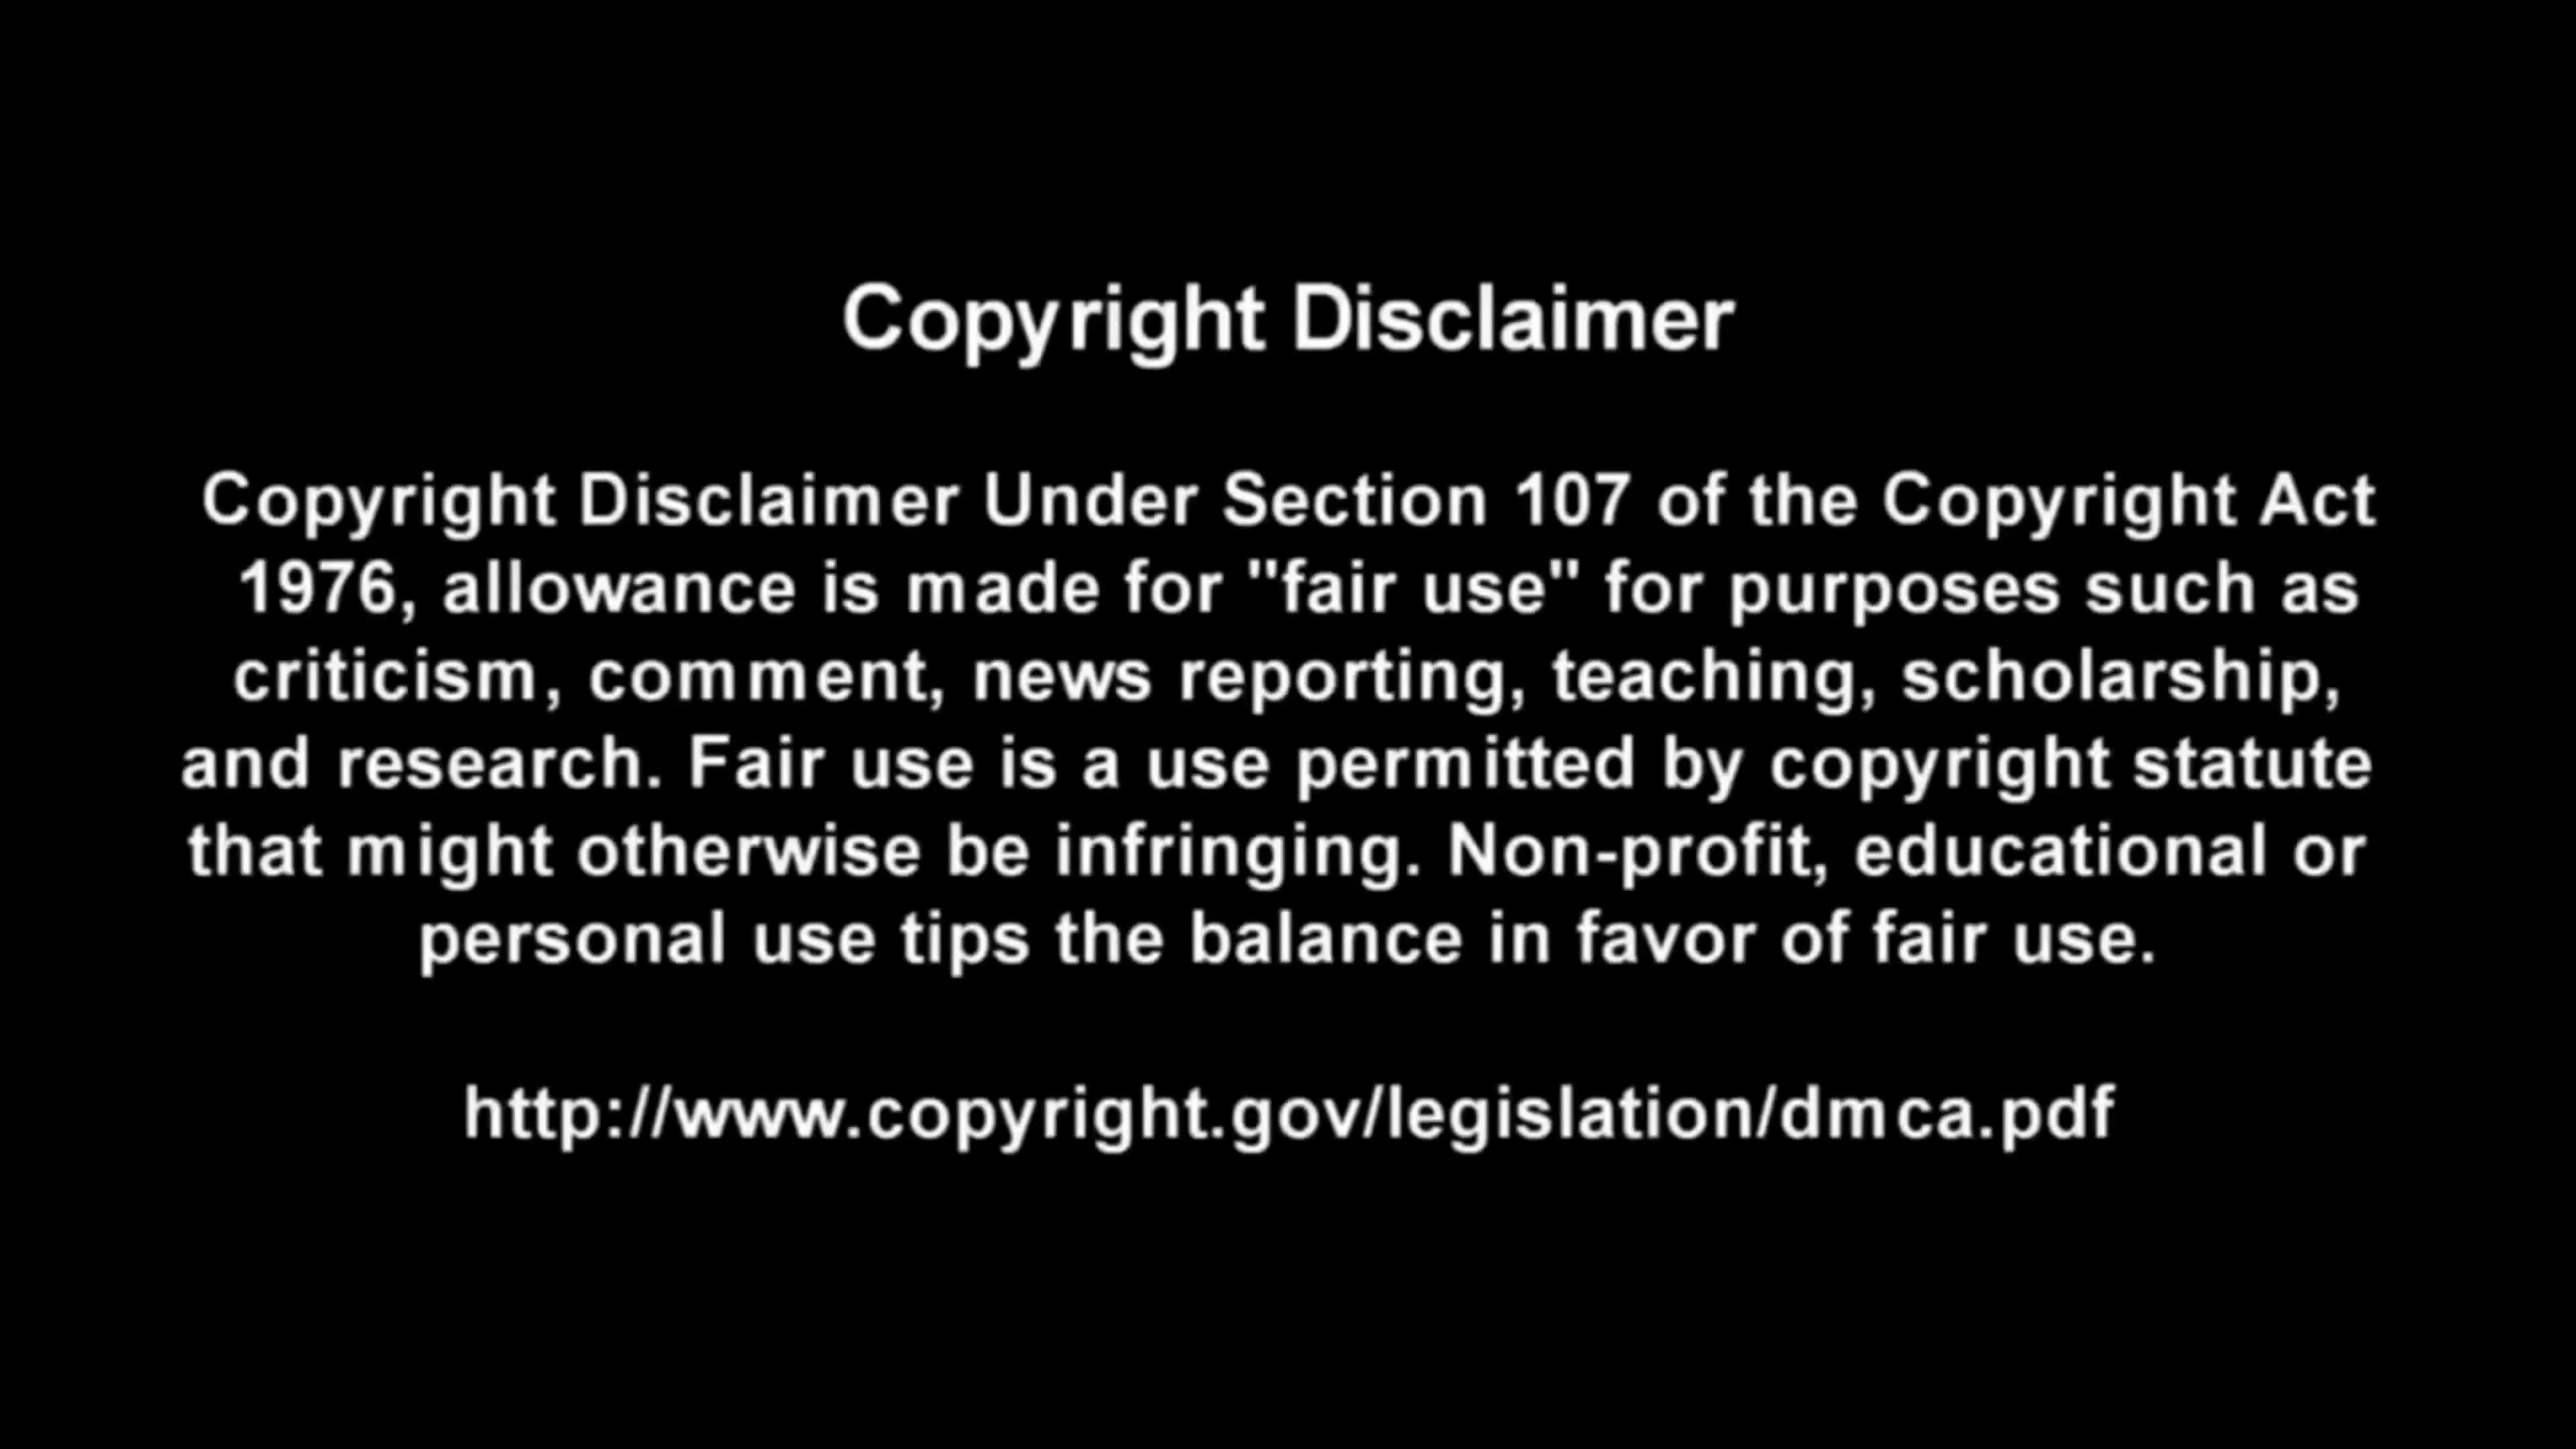 Copyright Disclaimer
Copyright Disclaimer Under Section 107 of the Copyright Act
1976, allowance is made for "fair use" for purposes such as
criticism, comment, news reporting, teaching, scholarship,
and research. Fair use is a use permitted by copyright statute
that might otherwise be infringing. Non-profit, educational or
personal use tips the balance in favor of fair use.
http://www.copyright.gov/legislation/dmca.pdf